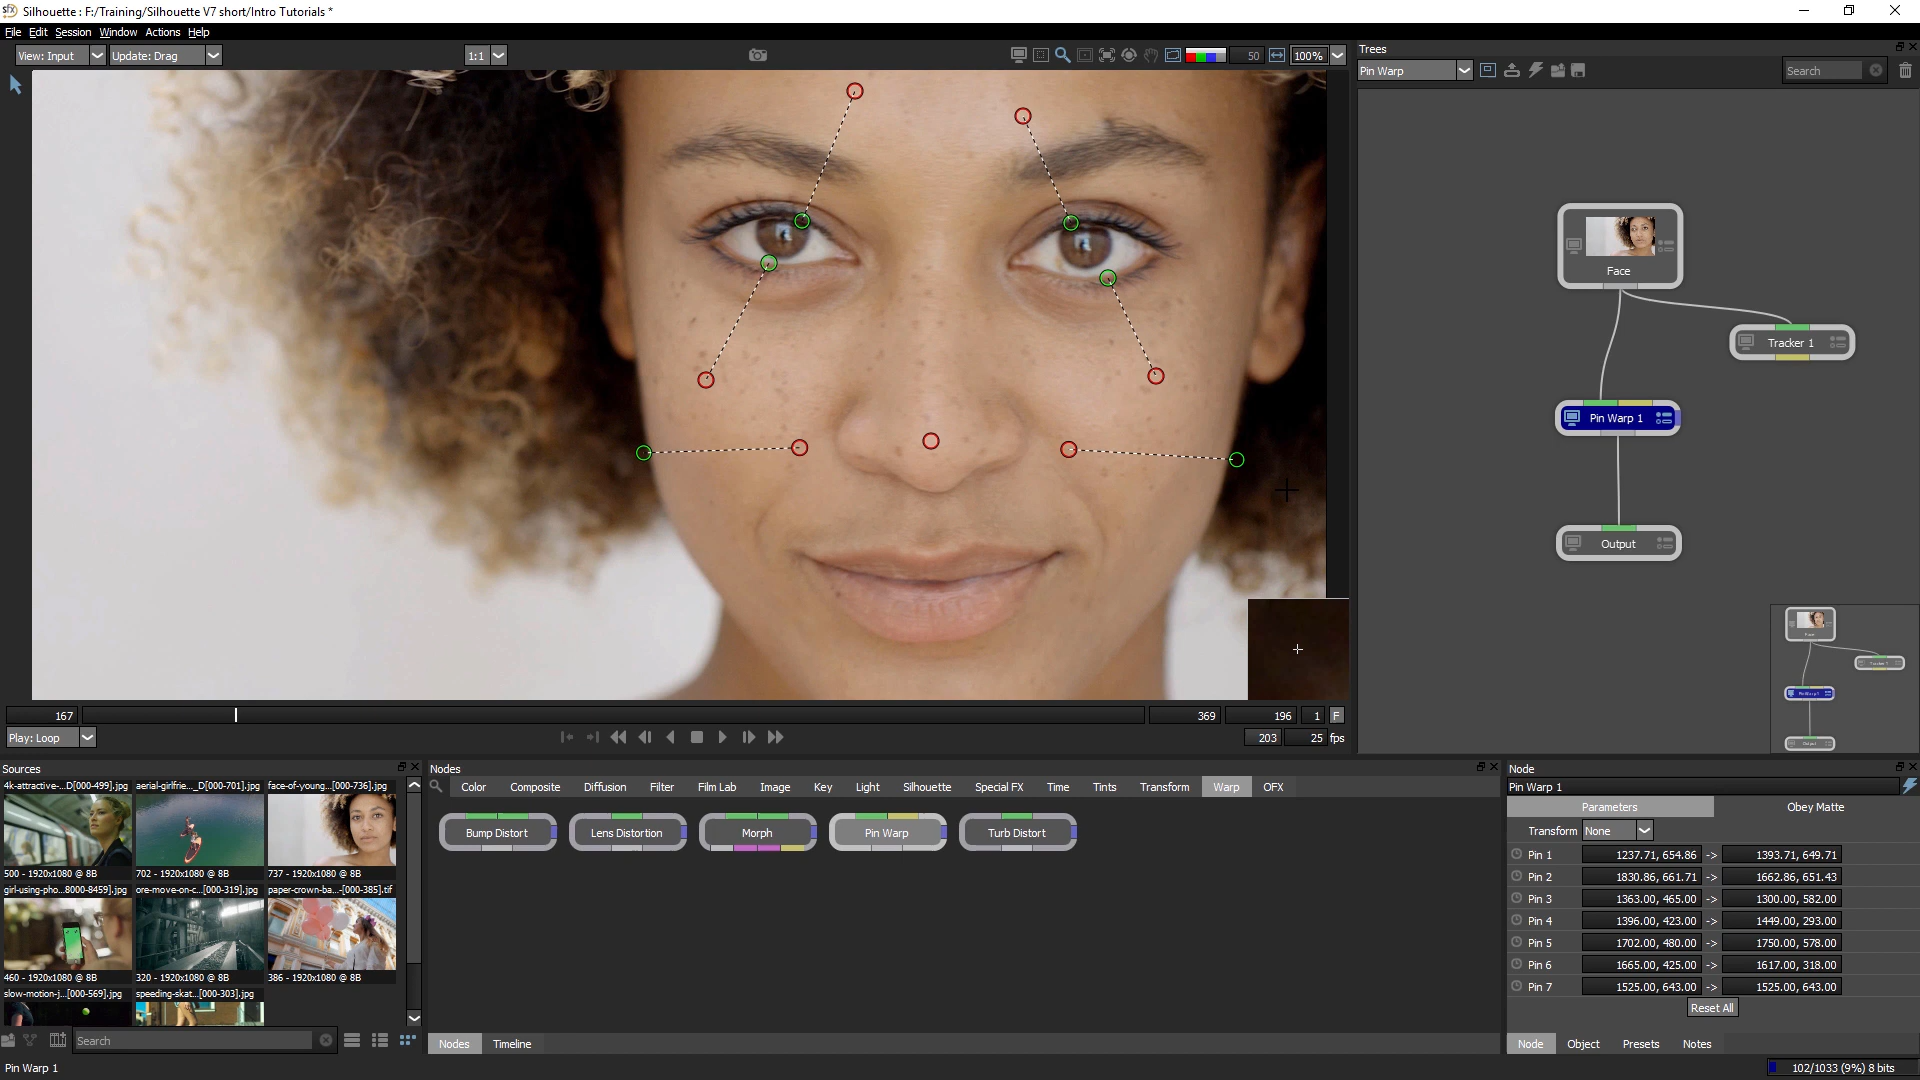 Silhouette : F:/Training/Silhouette V7 short/Intro Tutorials *
File Edit Session Window Actions Help
View: Input Update: Drag 1:1 50 100%
Trees
Pin Warp Search
Face
Tracker 1
Pin Warp 1
Output
167 369 196 1 F
Play: Loop 203 25 fps
Sources
4k-attractive-...D[000-499].jpg aerial-girlfrie..._D[000-701].jpg face-of-young...[000-736].jpg
500 - 1920x1080 @ 8B 702 - 1920x1080 @ 8B 737 - 1920x1080 @ 8B
girl-using-pho...8000-8459].jpg ore-move-on-c...[000-319].jpg paper-crown-ba...-[000-385].tif
460 - 1920x1080 @ 8B 320 - 1920x1080 @ 8B 386 - 1920x1080 @ 8B
slow-motion-j...[000-569].jpg speeding-skat...[000-303].jpg
Search
Pin Warp 1
Nodes
Color Composite Diffusion Filter Film Lab Image Key Light Silhouette Special FX Time Tints Transform Warp OFX
Bump Distort Lens Distortion Morph Pin Warp Turb Distort
Nodes Timeline
Node
Pin Warp 1
Parameters Obey Matte
Transform None
Pin 1 1237.71, 654.86 -> 1393.71, 649.71
Pin 2 1830.86, 661.71 -> 1662.86, 651.43
Pin 3 1363.00, 465.00 -> 1300.00, 582.00
Pin 4 1396.00, 423.00 -> 1449.00, 293.00
Pin 5 1702.00, 480.00 -> 1750.00, 578.00
Pin 6 1665.00, 425.00 -> 1617.00, 318.00
Pin 7 1525.00, 643.00 -> 1525.00, 643.00
Reset All
Node Object Presets Notes
102/1033 (9%) 8 bits